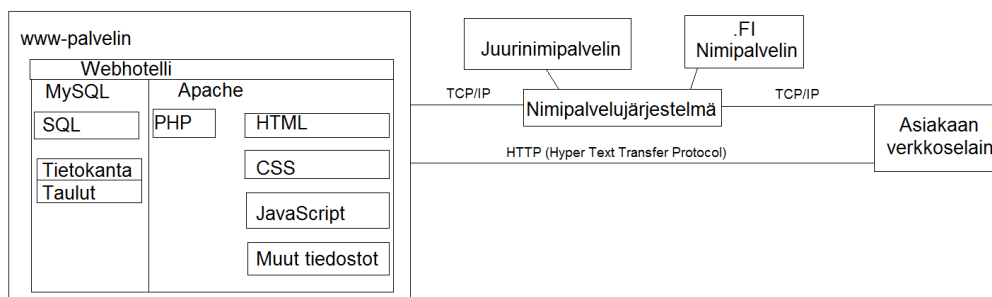 www-palvelin
Webhotelli
MySQL
Apache
SQL
PHP
HTML
Tietokanta
CSS
Taulut
JavaScript
Muut tiedostot
Juurinimipalvelin
.FI
Nimipalvelin
TCP/IP
Nimipalvelujärjestelmä
TCP/IP
HTTP (Hyper Text Transfer Protocol)
Asiakaan
verkkoselain